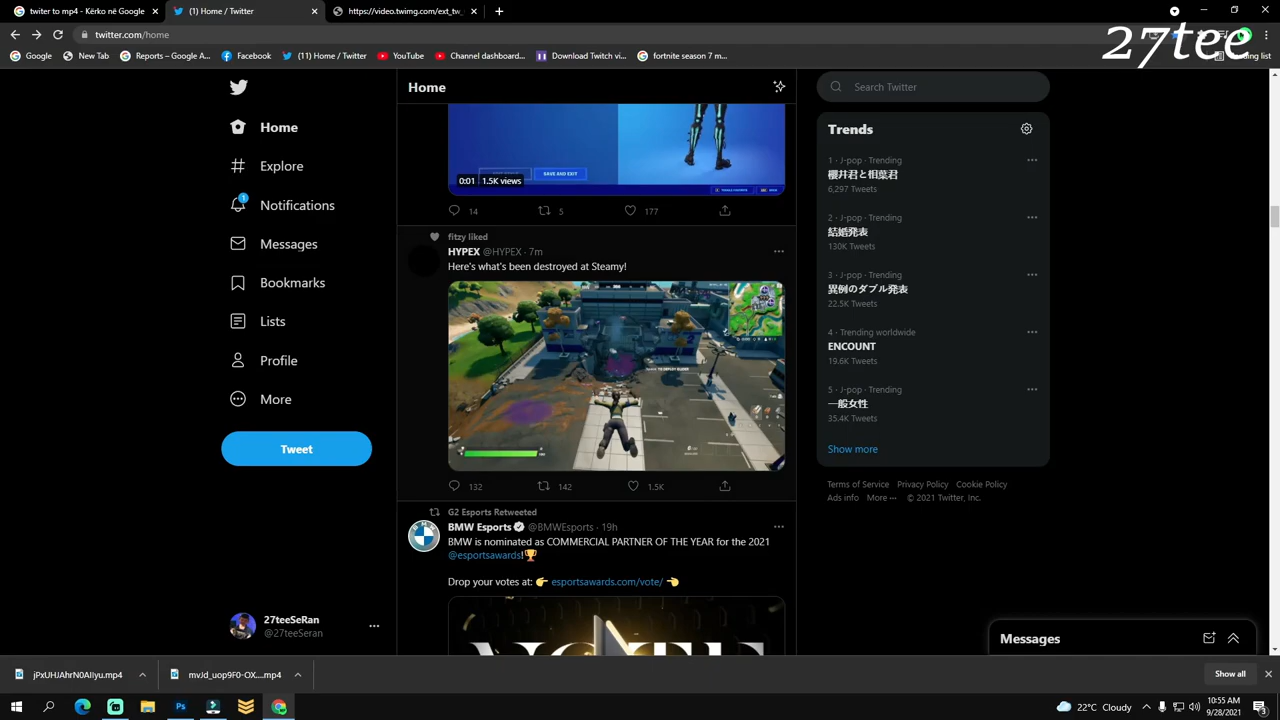 twiter to mp4 - Kërko në Google
(1) Home / Twitter
https://video.twimg.com/ext_tw_
twitter.com/home
27tee
Google
New Tab
Reports – Google A...
Facebook
(11) Home / Twitter
YouTube
Channel dashboard...
Download Twitch vi...
fortnite season 7 m...
Home
Search Twitter
Home
Explore
1
Notifications
Messages
Bookmarks
Lists
Profile
More
Tweet
27teeSeRan
@27teeSeran
SAVE AND EXIT
0:01 1.5K views
14 5 177
fitzy liked
HYPEX @HYPEX · 7m
Here's what's been destroyed at Steamy!
132 142 1.5K
G2 Esports Retweeted
BMW Esports @BMWEsports · 19h
BMW is nominated as COMMERCIAL PARTNER OF THE YEAR for the 2021
@esportsawards!🏆
Drop your votes at: 👉 esportsawards.com/vote/ 👈
Trends
1 · J-pop · Trending
櫻井君と相葉君
6,297 Tweets
2 · J-pop · Trending
結婚発表
130K Tweets
3 · J-pop · Trending
異例のダブル発表
22.5K Tweets
4 · Trending worldwide
ENCOUNT
19.6K Tweets
5 · J-pop · Trending
一般女性
35.4K Tweets
Show more
Terms of Service Privacy Policy Cookie Policy
Ads info More ··· © 2021 Twitter, Inc.
Messages
jPxUHJAhrN0AIIyu.mp4
mvJd_uop9F0-OX....mp4
Show all
22°C Cloudy
10:55 AM
9/28/2021
3